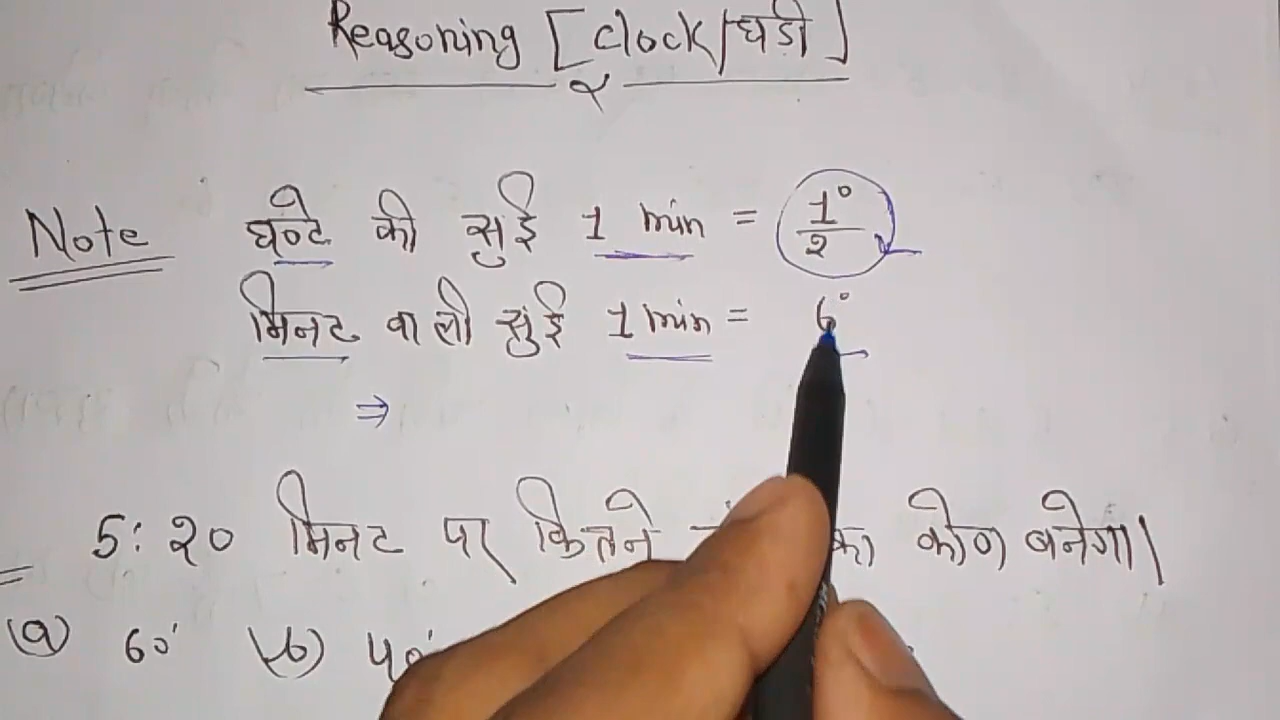 Reasoning [clock/घड़ी]
Note घण्टे की सुई 1 min = 1°/2
मिनट वाली सुई 1 min = 6°
⇒
5:20 मिनट पर कितने का कोण बनेगा।
(a) 60° (b)